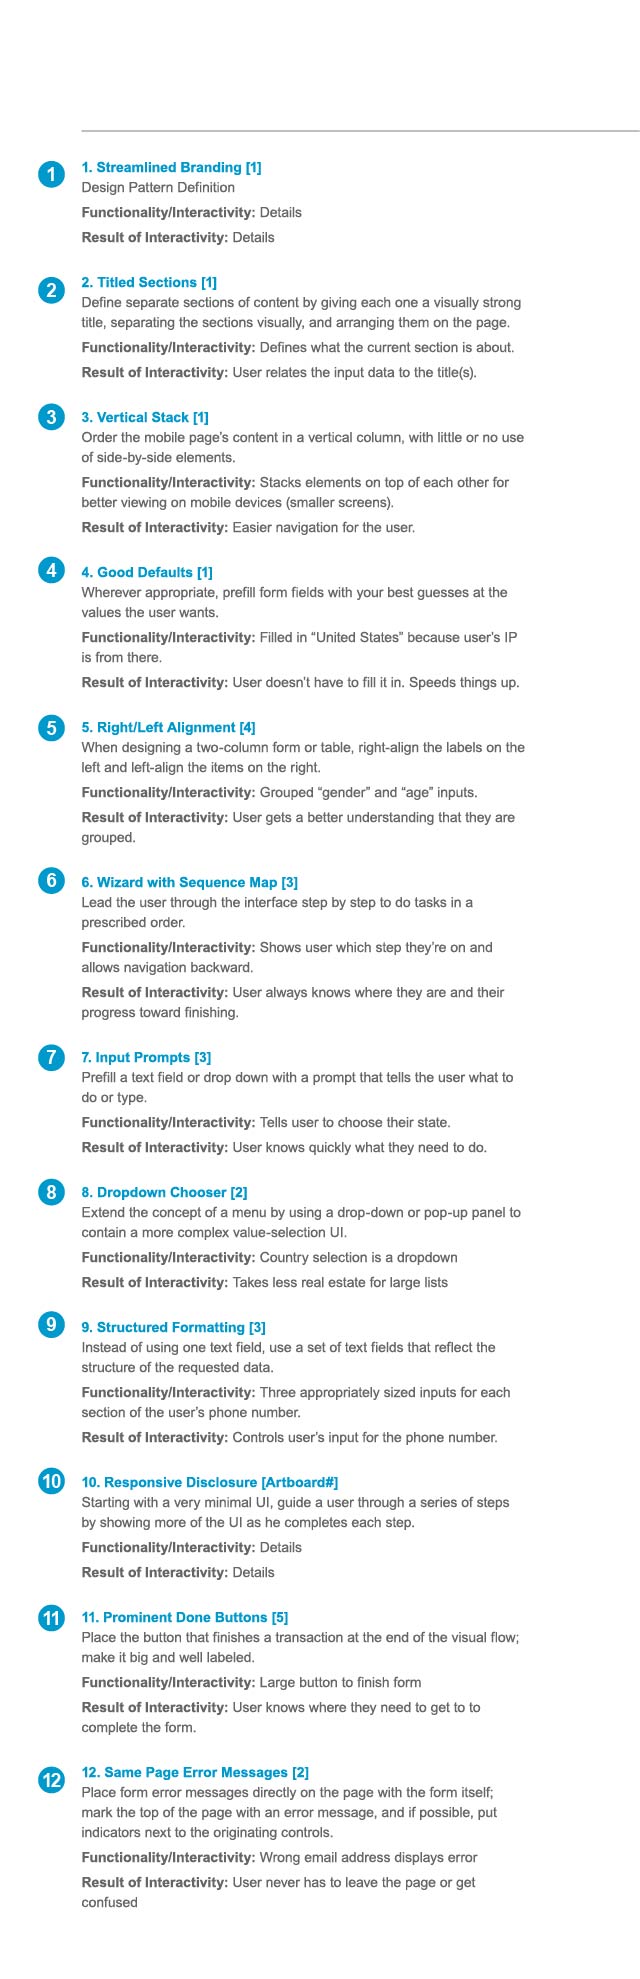 1
1. Streamlined Branding [1]
Design Pattern Definition
Functionality/Interactivity: Details
Result of Interactivity: Details
2
2. Titled Sections [1]
Define separate sections of content by giving each one a visually strong
title, separating the sections visually, and arranging them on the page.
Functionality/Interactivity: Defines what the current section is about.
Result of Interactivity: User relates the input data to the title(s).
3
3. Vertical Stack [1]
Order the mobile page's content in a vertical column, with little or no use
of side-by-side elements.
Functionality/Interactivity: Stacks elements on top of each other for
better viewing on mobile devices (smaller screens).
Result of Interactivity: Easier navigation for the user.
4
4. Good Defaults [1]
Wherever appropriate, prefill form fields with your best guesses at the
values the user wants.
Functionality/Interactivity: Filled in “United States” because user's IP
is from there.
Result of Interactivity: User doesn't have to fill it in. Speeds things up.
5
5. Right/Left Alignment [4]
When designing a two-column form or table, right-align the labels on the
left and left-align the items on the right.
Functionality/Interactivity: Grouped “gender” and “age” inputs.
Result of Interactivity: User gets a better understanding that they are
grouped.
6
6. Wizard with Sequence Map [3]
Lead the user through the interface step by step to do tasks in a
prescribed order.
Functionality/Interactivity: Shows user which step they're on and
allows navigation backward.
Result of Interactivity: User always knows where they are and their
progress toward finishing.
7
7. Input Prompts [3]
Prefill a text field or drop down with a prompt that tells the user what to
do or type.
Functionality/Interactivity: Tells user to choose their state.
Result of Interactivity: User knows quickly what they need to do.
8
8. Dropdown Chooser [2]
Extend the concept of a menu by using a drop-down or pop-up panel to
contain a more complex value-selection UI.
Functionality/Interactivity: Country selection is a dropdown
Result of Interactivity: Takes less real estate for large lists
9
9. Structured Formatting [3]
Instead of using one text field, use a set of text fields that reflect the
structure of the requested data.
Functionality/Interactivity: Three appropriately sized inputs for each
section of the user's phone number.
Result of Interactivity: Controls user's input for the phone number.
10
10. Responsive Disclosure [Artboard#]
Starting with a very minimal UI, guide a user through a series of steps
by showing more of the UI as he completes each step.
Functionality/Interactivity: Details
Result of Interactivity: Details
11
11. Prominent Done Buttons [5]
Place the button that finishes a transaction at the end of the visual flow;
make it big and well labeled.
Functionality/Interactivity: Large button to finish form
Result of Interactivity: User knows where they need to get to to
complete the form.
12
12. Same Page Error Messages [2]
Place form error messages directly on the page with the form itself;
mark the top of the page with an error message, and if possible, put
indicators next to the originating controls.
Functionality/Interactivity: Wrong email address displays error
Result of Interactivity: User never has to leave the page or get
confused